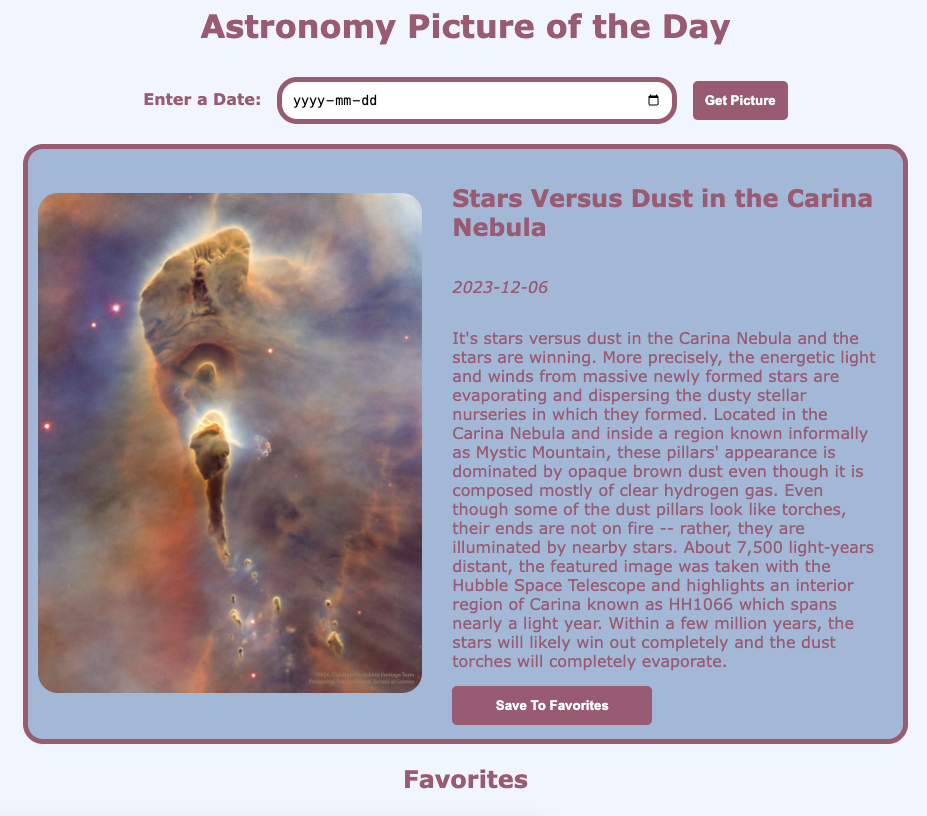 Astronomy Picture of the Day
Enter a Date:
yyyy-mm-dd
Get Picture
Stars Versus Dust in the Carina
Nebula
2023-12-06
It's stars versus dust in the Carina Nebula and the
stars are winning. More precisely, the energetic light
and winds from massive newly formed stars are
evaporating and dispersing the dusty stellar
nurseries in which they formed. Located in the
Carina Nebula and inside a region known informally
as Mystic Mountain, these pillars' appearance is
dominated by opaque brown dust even though it is
composed mostly of clear hydrogen gas. Even
though some of the dust pillars look like torches,
their ends are not on fire -- rather, they are
illuminated by nearby stars. About 7,500 light-years
distant, the featured image was taken with the
Hubble Space Telescope and highlights an interior
region of Carina known as HH1066 which spans
nearly a light year. Within a few million years, the
stars will likely win out completely and the dust
torches will completely evaporate.
Save To Favorites
Favorites